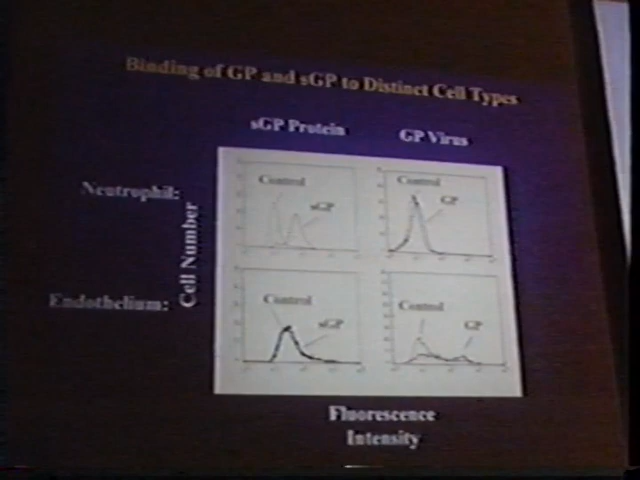 Binding of GP and sGP to Distinct Cell Types
sGP Protein
GP Virus
Neutrophil:
Endothelium:
Cell Number
Control
sGP
Control
GP
Control
sGP
Control
GP
Fluorescence
Intensity